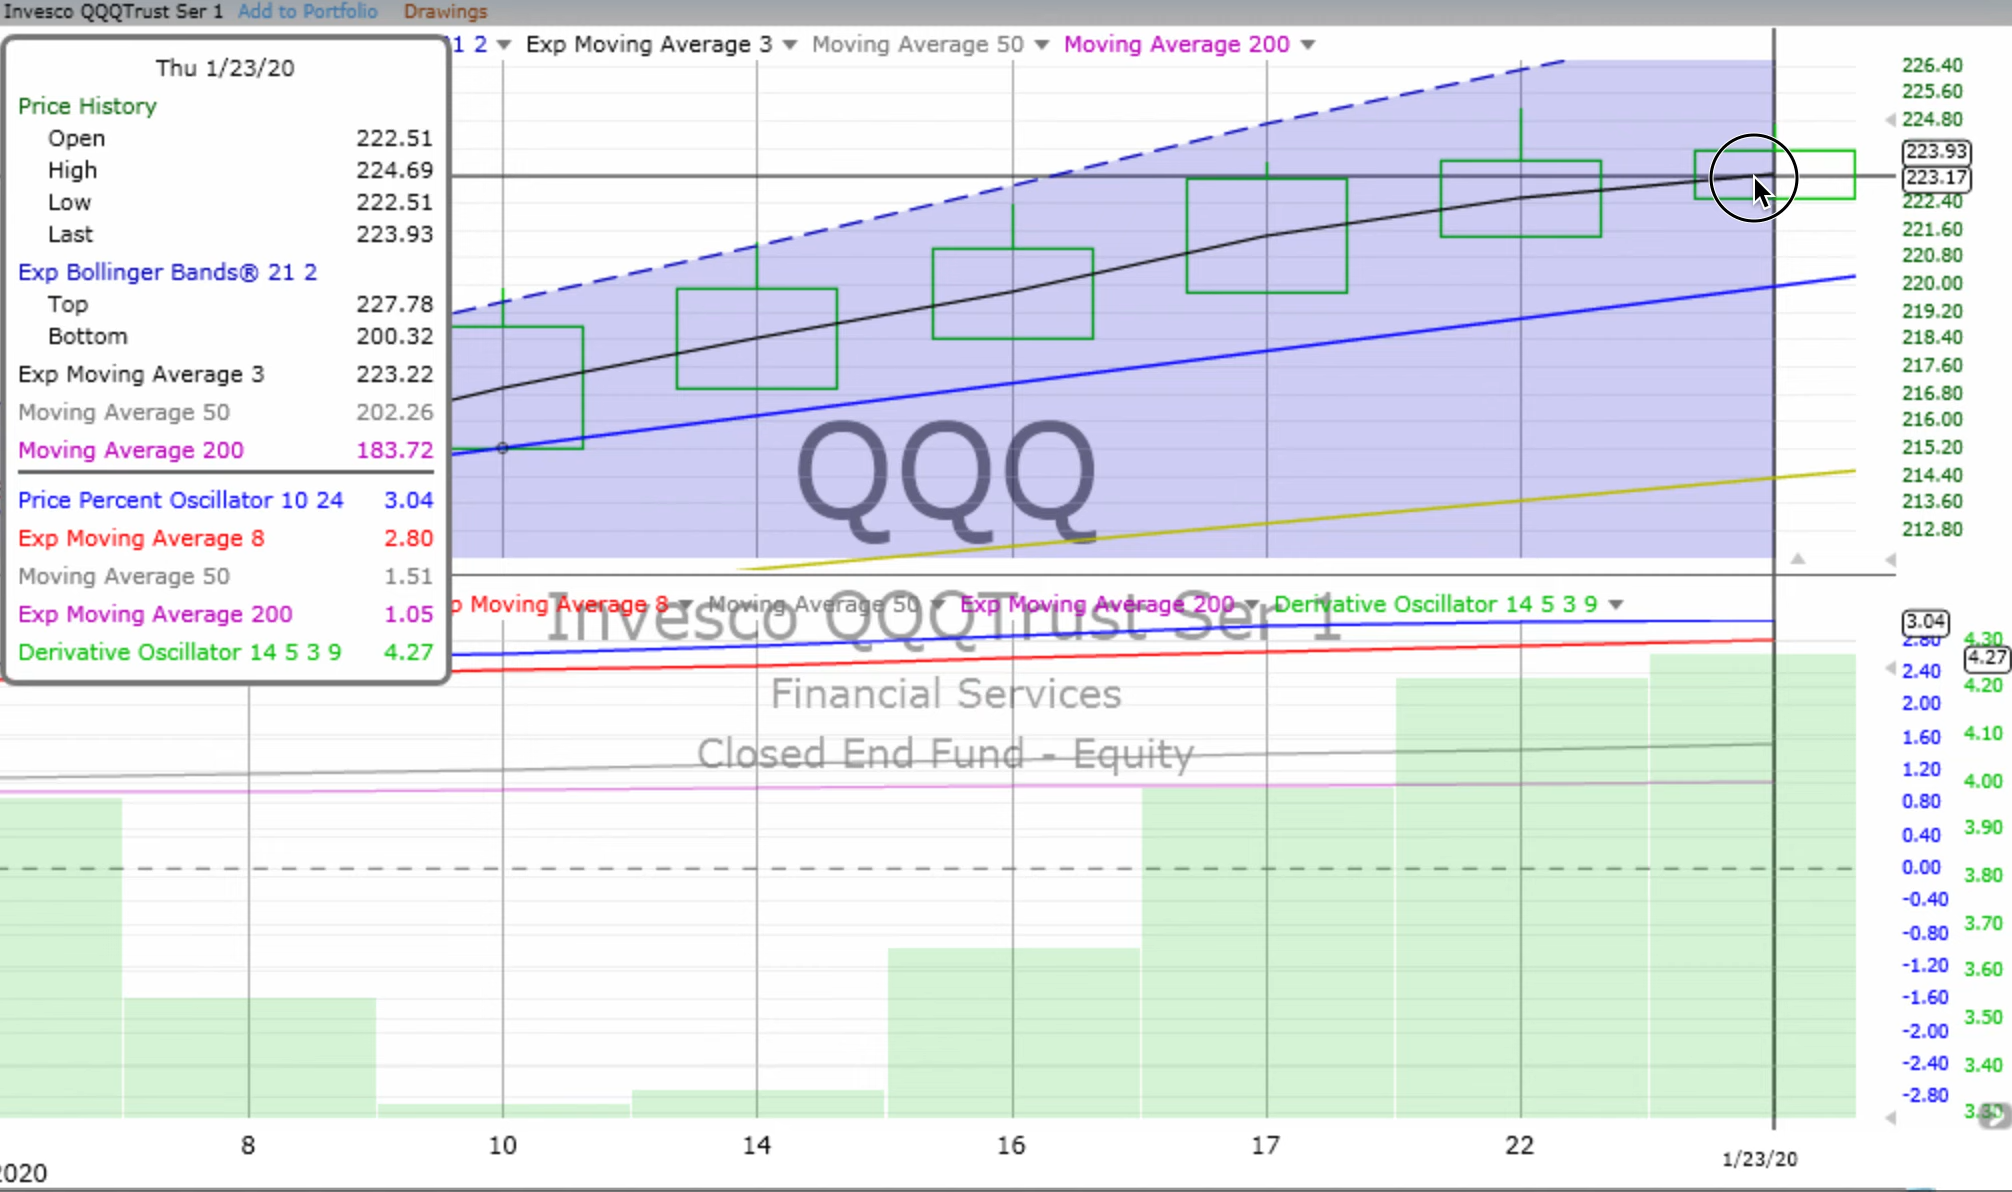 Invesco QQQTrust Ser 1 Add to Portfolio Drawings
21 2 Exp Moving Average 3 Moving Average 50 Moving Average 200
Thu 1/23/20
Price History
Open 222.51
High 224.69
Low 222.51
Last 223.93
Exp Bollinger Bands® 21 2
Top 227.78
Bottom 200.32
Exp Moving Average 3 223.22
Moving Average 50 202.26
Moving Average 200 183.72
Price Percent Oscillator 10 24 3.04
Exp Moving Average 8 2.80
Moving Average 50 1.51
Exp Moving Average 200 1.05
Derivative Oscillator 14 5 3 9 4.27
226.40
225.60
224.80
223.93
223.17
222.40
221.60
220.80
220.00
219.20
218.40
217.60
216.80
216.00
215.20
214.40
213.60
212.80
QQQ
p Moving Average 8 Moving Average 50 Exp Moving Average 200 Derivative Oscillator 14 5 3 9
Invesco QQQTrust Ser 1
Financial Services
Closed End Fund - Equity
3.04
2.80 4.30
4.27
2.40 4.20
2.00
1.60 4.10
1.20 4.00
0.80
0.40 3.90
0.00 3.80
-0.40
-0.80 3.70
-1.20 3.60
-1.60
-2.00 3.50
-2.40 3.40
-2.80
8 10 14 16 17 22 1/23/20
2020